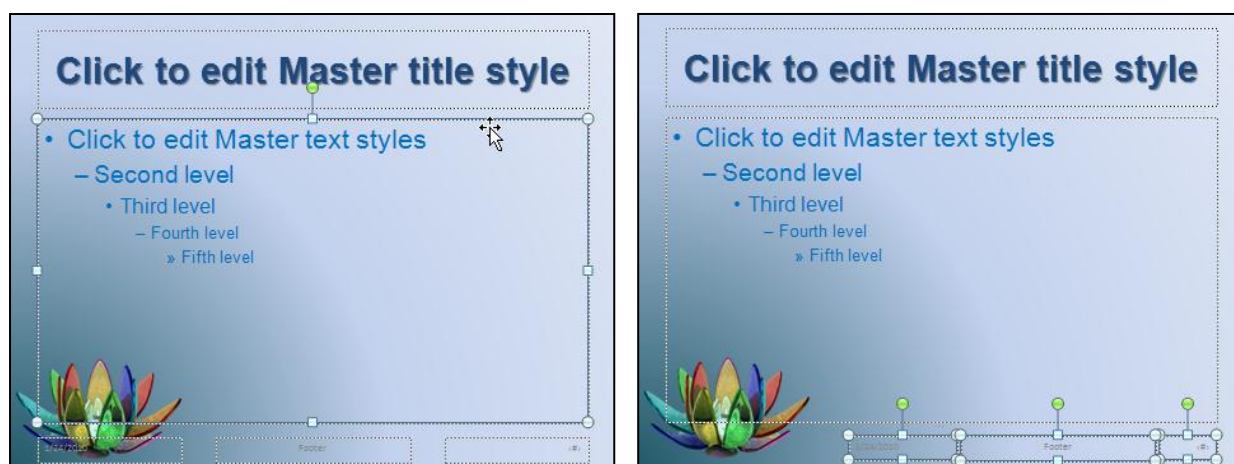 Click to edit Master title style
• Click to edit Master text styles
– Second level
• Third level
– Fourth level
» Fifth level
Footer
‹#›
Click to edit Master title style
• Click to edit Master text styles
– Second level
• Third level
– Fourth level
» Fifth level
Footer
‹#›